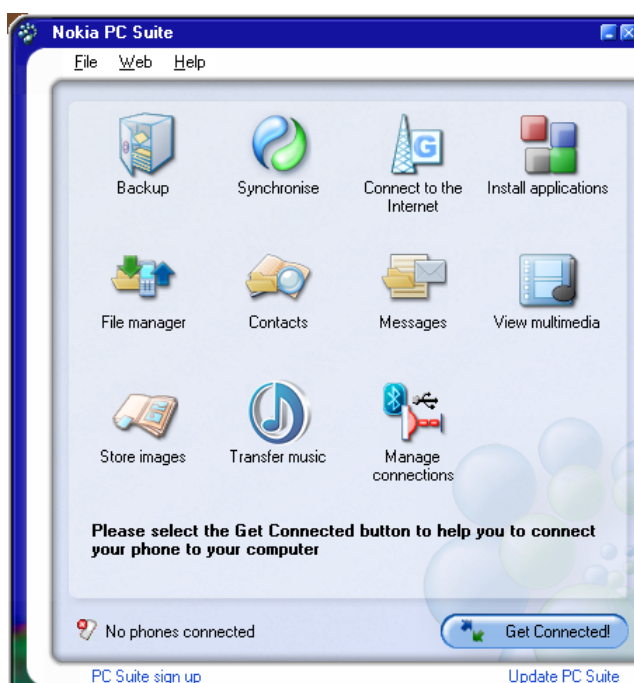 Nokia PC Suite
File Web Help
Backup Synchronise Connect to the Internet Install applications
G
File manager Contacts Messages View multimedia
Store images Transfer music Manage connections
Please select the Get Connected button to help you to connect
your phone to your computer
No phones connected Get Connected!
PC Suite sign up Update PC Suite